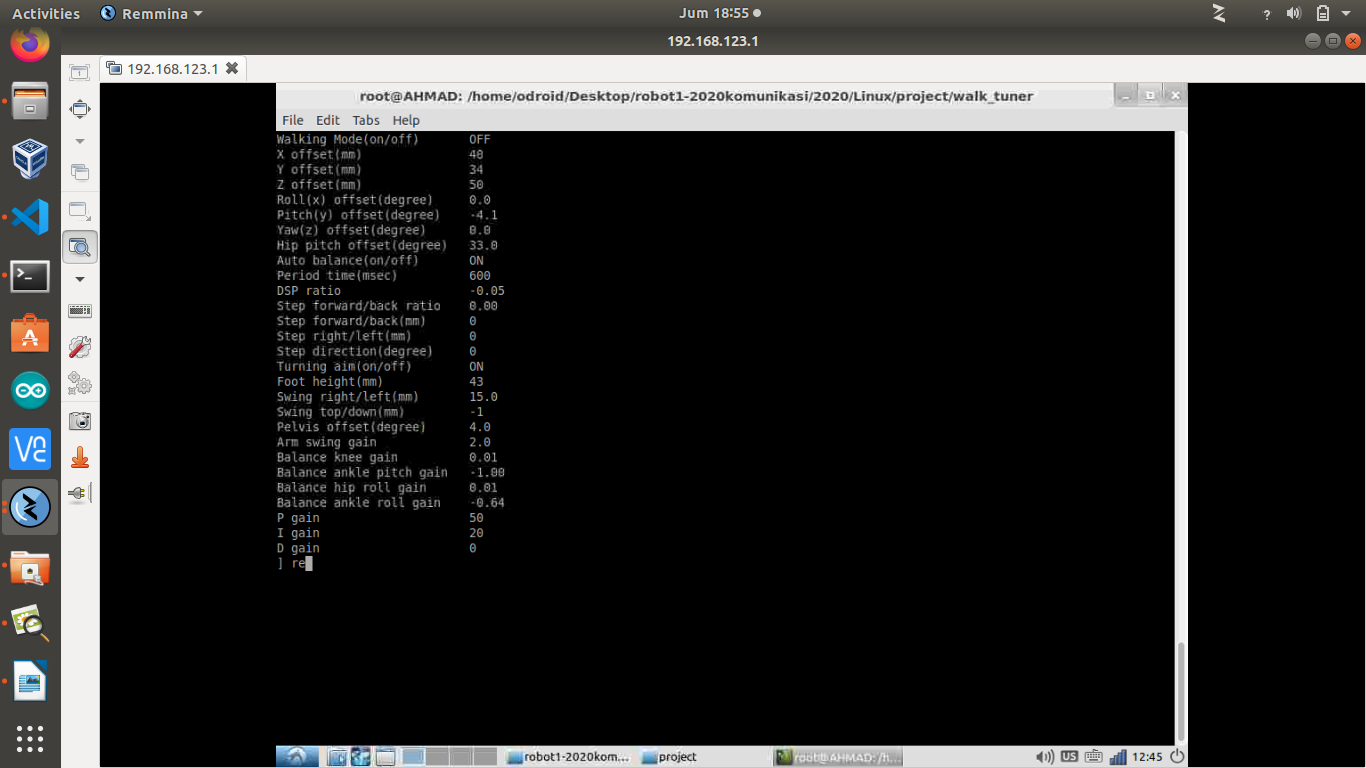 Activities Remmina Jum 18:55
192.168.123.1
192.168.123.1
root@AHMAD: /home/odroid/Desktop/robot1-2020komunikasi/2020/Linux/project/walk_tuner
File Edit Tabs Help
Walking Mode(on/off) OFF
X offset(mm) 40
Y offset(mm) 34
Z offset(mm) 50
Roll(x) offset(degree) 0.0
Pitch(y) offset(degree) -4.1
Yaw(z) offset(degree) 0.0
Hip pitch offset(degree) 33.0
Auto balance(on/off) ON
Period time(msec) 600
DSP ratio -0.05
Step forward/back ratio 0.00
Step forward/back(mm) 0
Step right/left(mm) 0
Step direction(degree) 0
Turning aim(on/off) ON
Foot height(mm) 43
Swing right/left(mm) 15.0
Swing top/down(mm) -1
Pelvis offset(degree) 4.0
Arm swing gain 2.0
Balance knee gain 0.01
Balance ankle pitch gain -1.00
Balance hip roll gain 0.01
Balance ankle roll gain -0.64
P gain 50
I gain 20
D gain 0
] re
robot1-2020kom... project root@AHMAD: /h... US 12:45